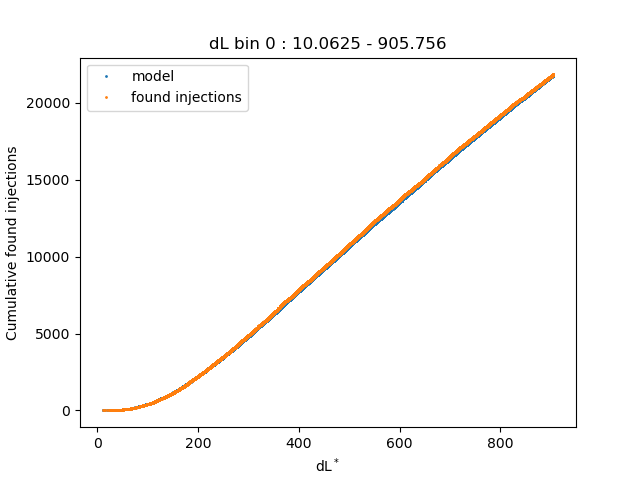 dL bin 0 : 10.0625 - 905.756
model
found injections
Cumulative found injections
20000
15000
10000
5000
0
0 200 400 600 800
dL*